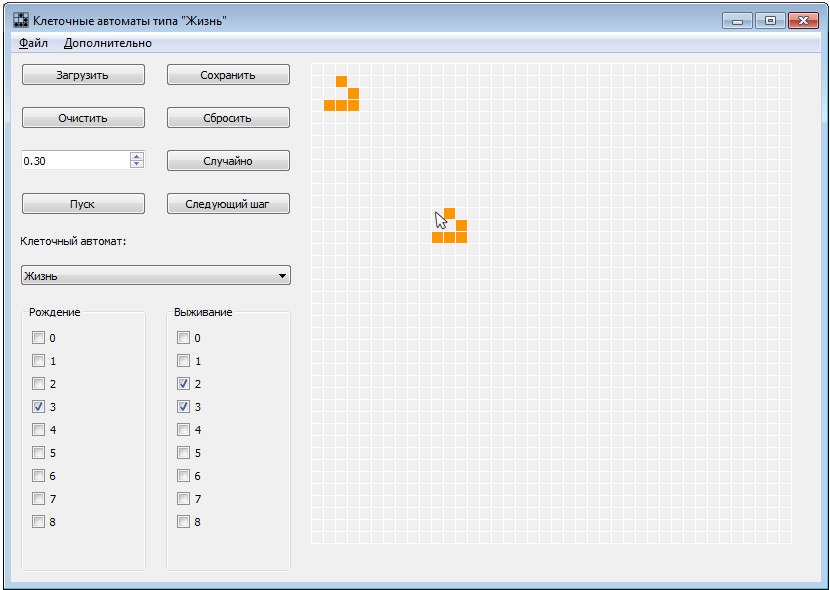 Клеточные автоматы типа "Жизнь"
Файл Дополнительно
Загрузить Сохранить
Очистить Сбросить
0.30 Случайно
Пуск Следующий шаг
Клеточный автомат:
Жизнь
Рождение Выживание
0 0
1 1
2 2
3 3
4 4
5 5
6 6
7 7
8 8